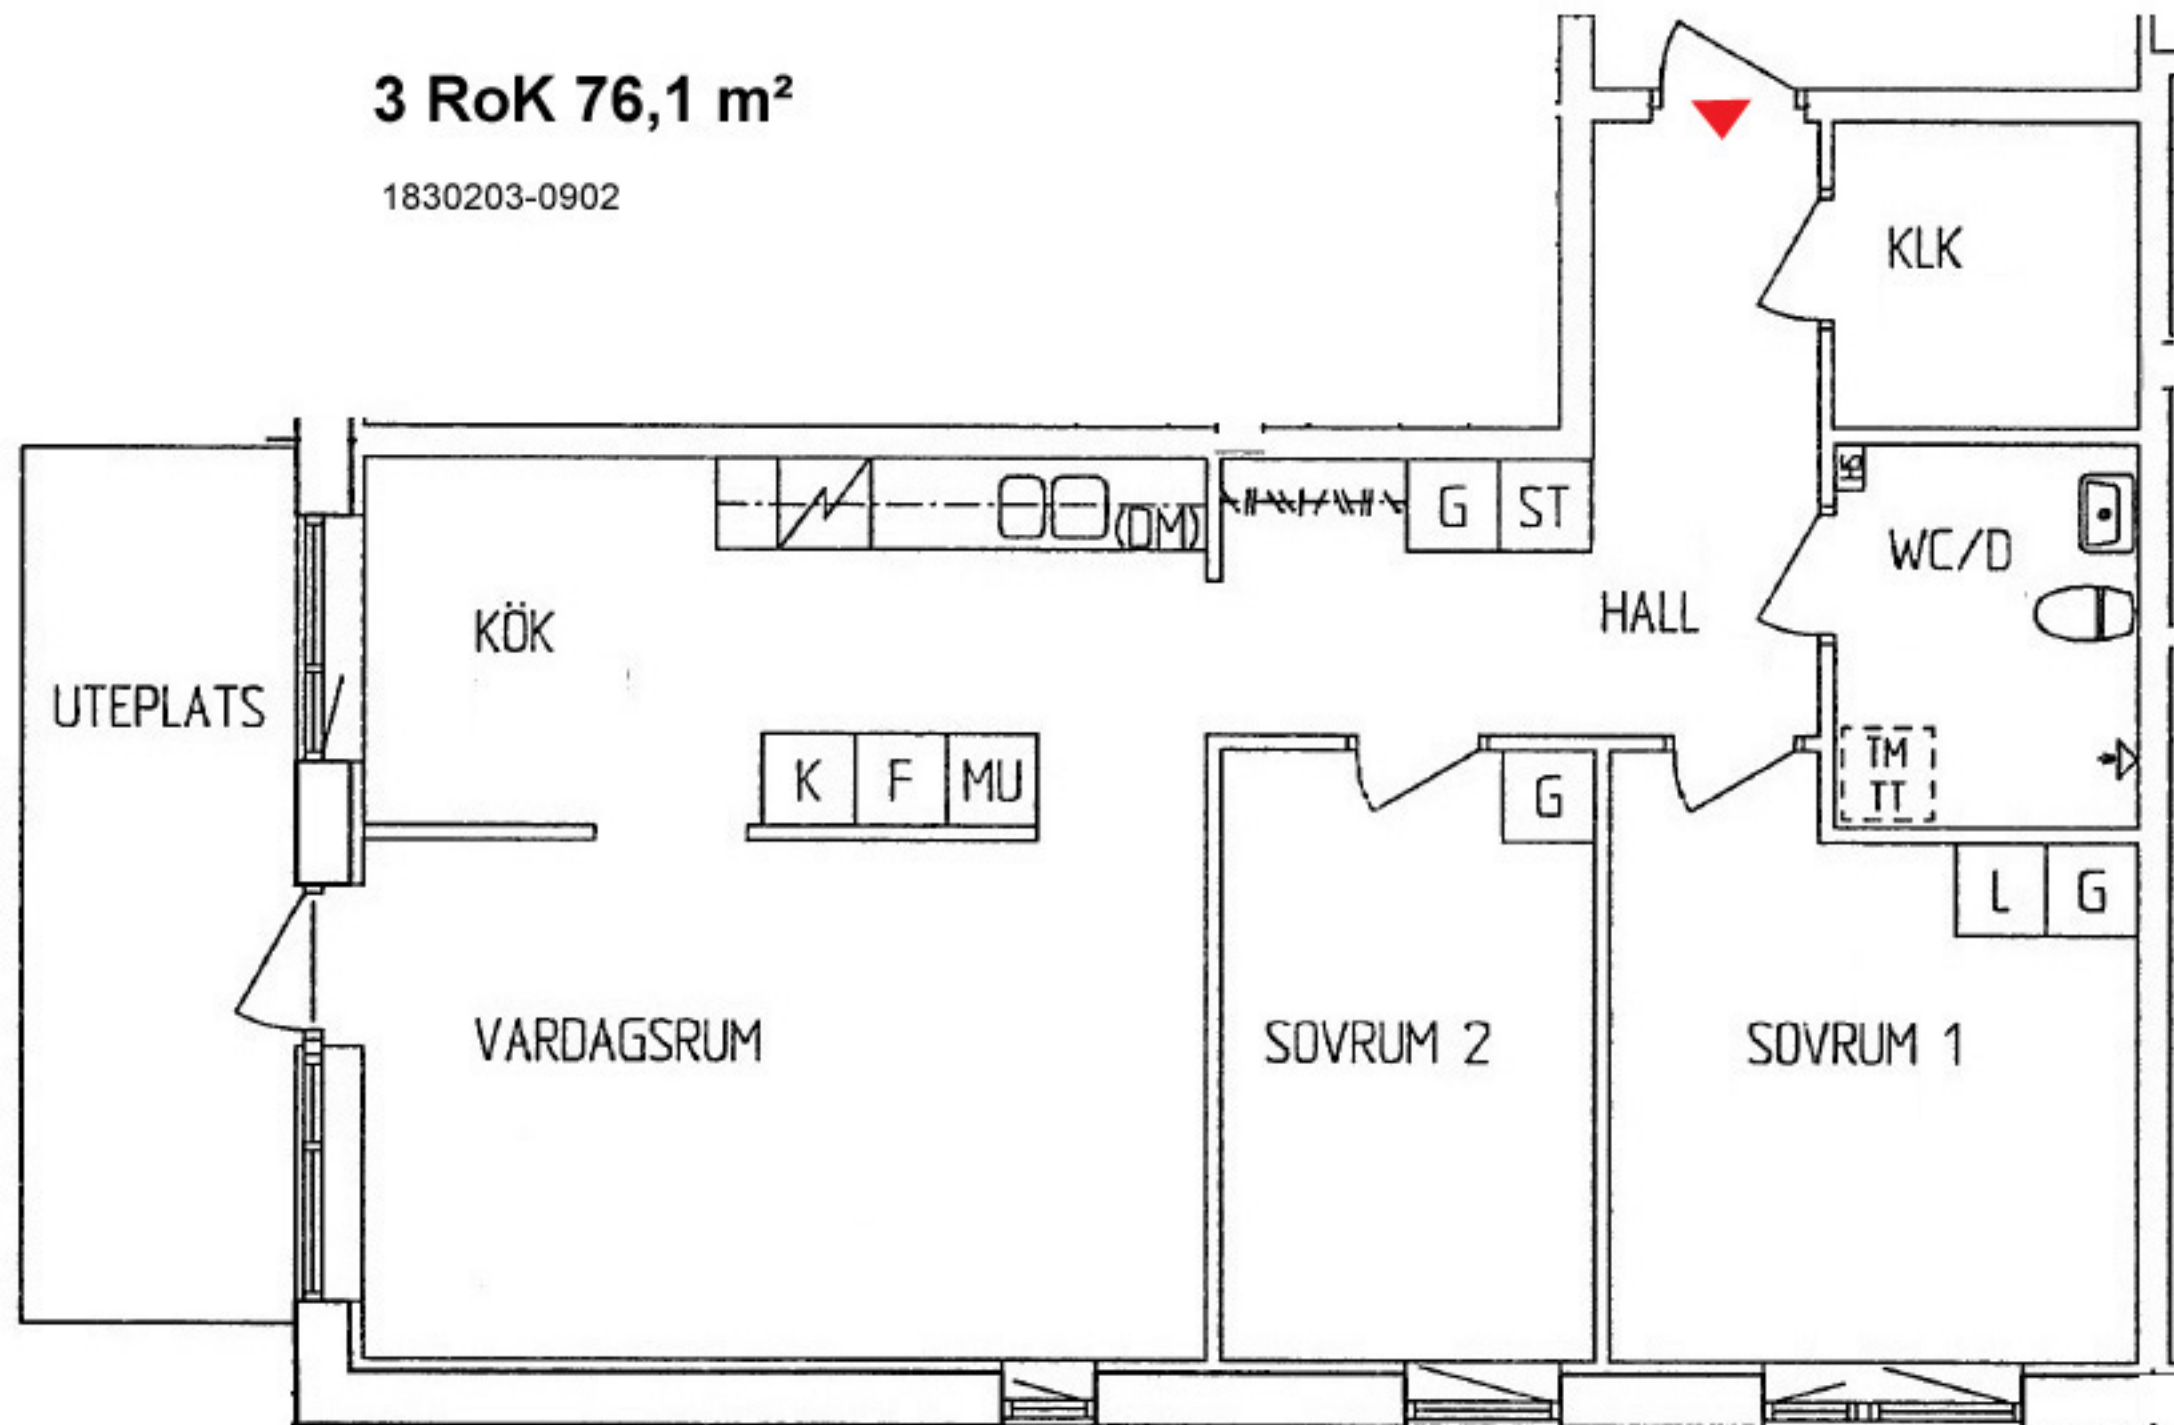 3 RoK 76,1 m²
1830203-0902
KLK
HS
G ST
(DM)
WC/D
HALL
KÖK
UTEPLATS
K F MU
TM
TT
G
L G
VARDAGSRUM
SOVRUM 2
SOVRUM 1